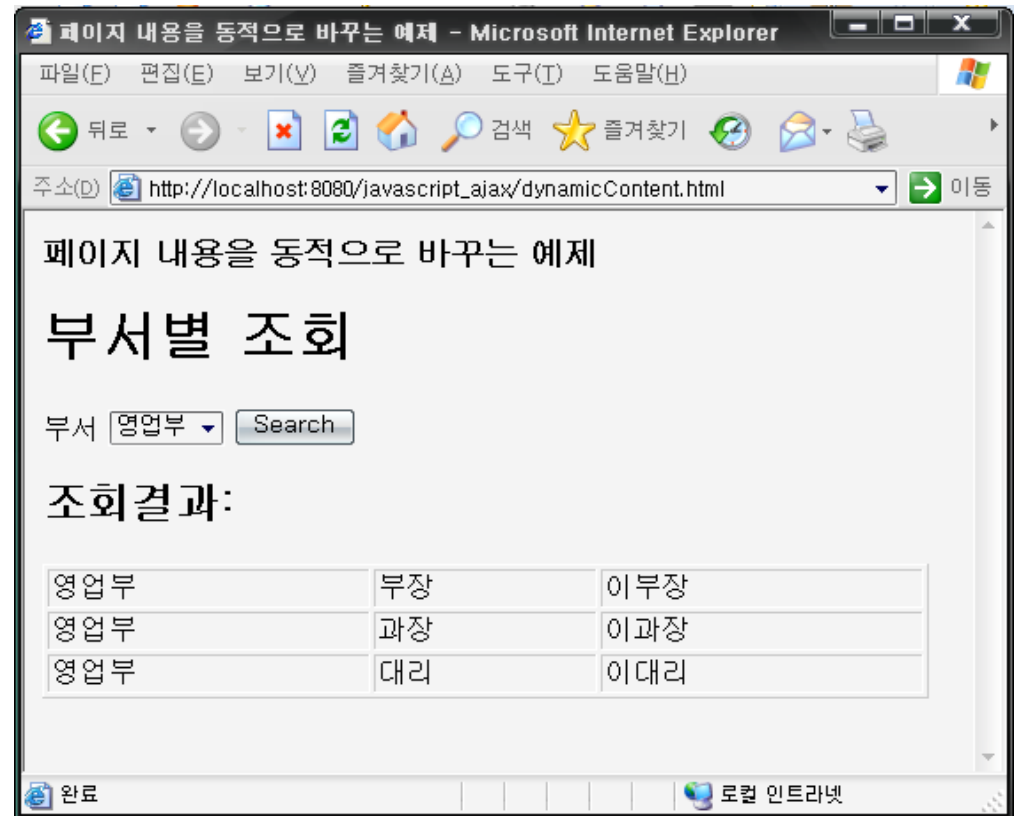 페이지 내용을 동적으로 바꾸는 예제 - Microsoft Internet Explorer
파일(F) 편집(E) 보기(V) 즐겨찾기(A) 도구(T) 도움말(H)
뒤로 검색 즐겨찾기
주소(D) http://localhost:8080/javascript_ajax/dynamicContent.html 이동
페이지 내용을 동적으로 바꾸는 예제
부서별 조회
부서 영업부 Search
조회결과:
영업부 부장 이부장
영업부 과장 이과장
영업부 대리 이대리
완료 로컬 인트라넷